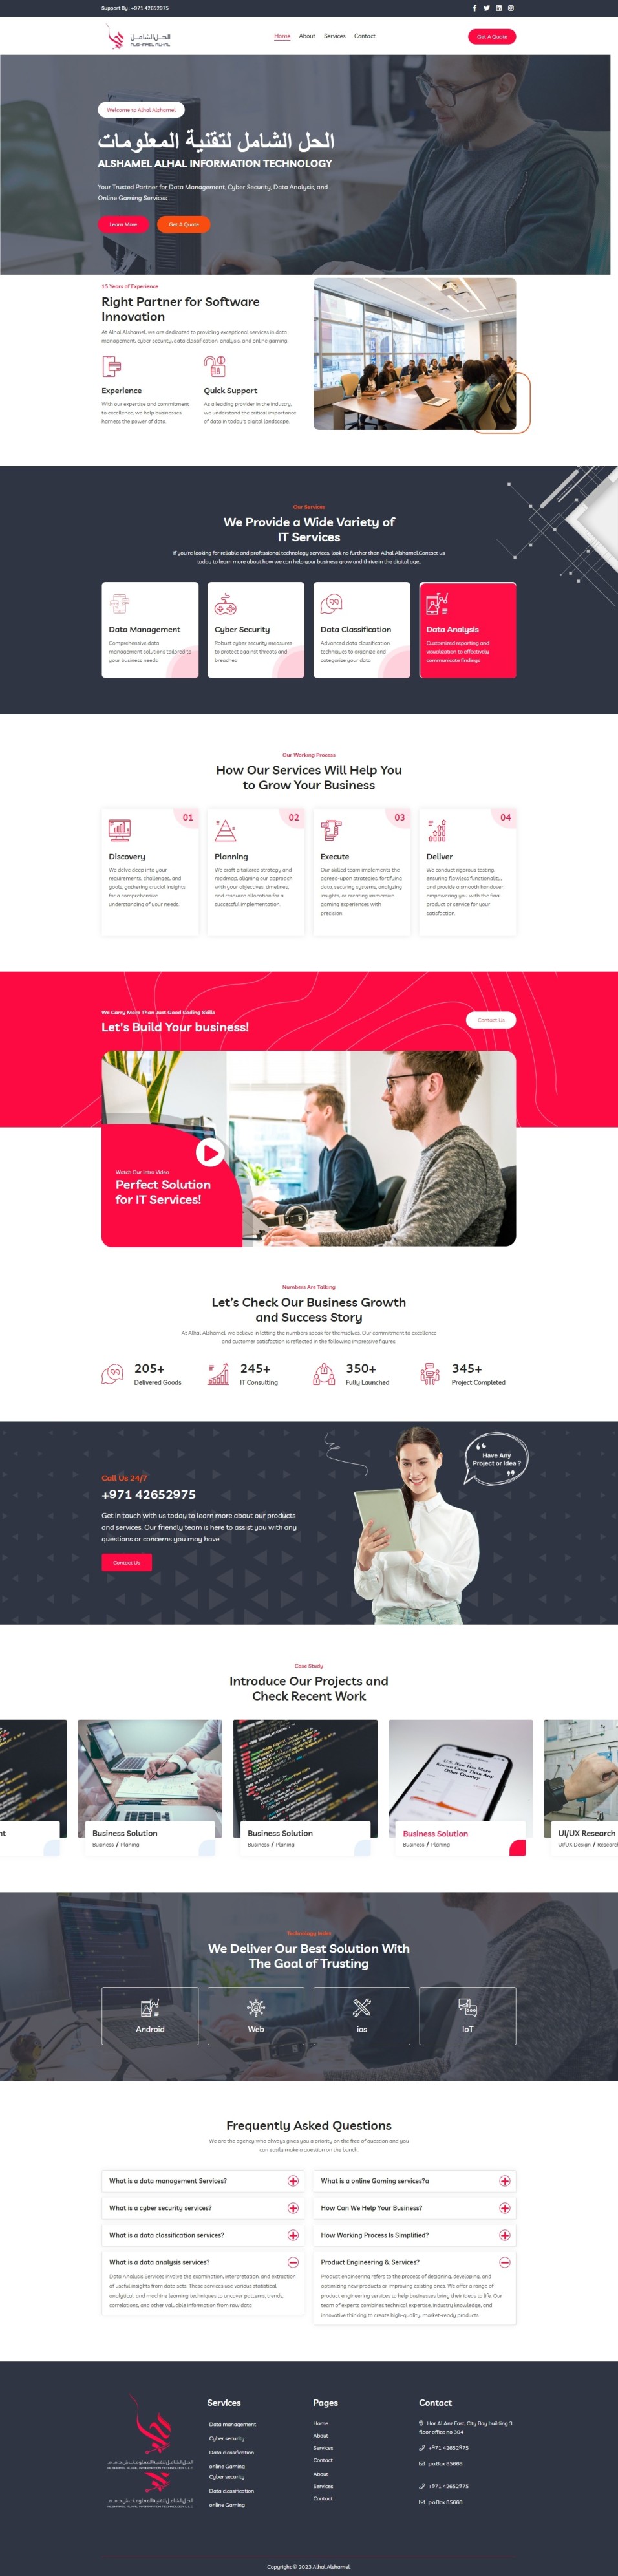 Support By : +971 42652975
الحل الشامل
ALSHAMEL ALHAL
Home About Services Contact
Get A Quote
Welcome to Alhal Alshamel
الحل الشامل لتقنية المعلومات
ALSHAMEL ALHAL INFORMATION TECHNOLOGY
Your Trusted Partner for Data Management, Cyber Security, Data Analysis, and
Online Gaming Services
Learn More
Get A Quote
15 Years of Experience
Right Partner for Software
Innovation
At Alhal Alshamel, we are dedicated to providing exceptional services in data
management, cyber security, data classification, analysis, and online gaming.
Experience
With our expertise and commitment
to excellence, we help businesses
harness the power of data
Quick Support
As a leading provider in the industry,
we understand the critical importance
of data in today's digital landscape.
Our Services
We Provide a Wide Variety of
IT Services
If you're looking for reliable and professional technology services, look no further than Alhal Alshamel.Contact us
today to learn more about how we can help your business grow and thrive in the digital age.
Data Management
Comprehensive data
management solutions tailored to
your business needs
Cyber Security
Robust cyber security measures
to protect against threats and
breaches
Data Classification
Advanced data classification
techniques to organize and
categorize your data
Data Analysis
Customized reporting and
visualization to effectively
communicate findings
Our Working Process
How Our Services Will Help You
to Grow Your Business
01
Discovery
We delve deep into your
requirements, challenges, and
goals, gathering crucial insights
for a comprehensive
understanding of your needs
02
Planning
We craft a tailored strategy and
roadmap, aligning our approach
with your objectives, timelines,
and resource allocation for a
successful implementation
03
Execute
Our skilled team implements the
agreed-upon strategies, fortifying
data, securing systems, analyzing
insights, or creating immersive
gaming experiences with
precision
04
Deliver
We conduct rigorous testing,
ensuring flawless functionality,
and provide a smooth handover,
empowering you with the final
product or service for your
satisfaction
We Carry More Than Just Good Coding Skills
Let's Build Your business!
Contact Us
Watch Our Intro Video
Perfect Solution
for IT Services!
Numbers Are Talking
Let's Check Our Business Growth
and Success Story
At Alhal Alshamel, we believe in letting the numbers speak for themselves. Our commitment to excellence
and customer satisfaction is reflected in the following impressive figures:
205+
Delivered Goods
245+
IT Consulting
350+
Fully Launched
345+
Project Completed
Call Us 24/7
+971 42652975
Get in touch with us today to learn more about our products
and services. Our friendly team is here to assist you with any
questions or concerns you may have
Contact Us
Have Any
Project or Idea ?
Case Study
Introduce Our Projects and
Check Recent Work
nt
Business Solution
Business / Planing
Business Solution
Business / Planing
U.S. Now Has More
Known Cases Than Any
Other Country
Business Solution
Business / Planing
UI/UX Research
UI/UX Design / Research
Technology Index
We Deliver Our Best Solution With
The Goal of Trusting
Android
Web
ios
IoT
Frequently Asked Questions
We are the agency who always gives you a priority on the free of question and you
can easily make a question on the bunch.
What is a data management Services?
What is a cyber security services?
What is a data classification services?
What is a data analysis services?
Data Analysis Services involve the examination, interpretation, and extraction
of useful insights from data sets. These services use various statistical,
analytical, and machine learning techniques to uncover patterns, trends,
correlations, and other valuable information from raw data
What is a online Gaming services?a
How Can We Help Your Business?
How Working Process Is Simplified?
Product Engineering & Services?
Product engineering refers to the process of designing, developing, and
optimizing new products or improving existing ones. We offer a range of
product engineering services to help businesses bring their ideas to life. Our
team of experts combines technical expertise, industry knowledge, and
innovative thinking to create high-quality, market-ready products
Services
Data management
Cyber security
Data classification
online Gaming
Cyber security
Data classification
online Gaming
Pages
Home
About
Services
Contact
About
Services
Contact
Contact
Hor Al Anz East, City Bay building 3
floor office no 304
+971 42652975
p.o.Box 85668
+971 42652975
p.o.Box 85668
Copyright © 2023 Alhal Alshamel.